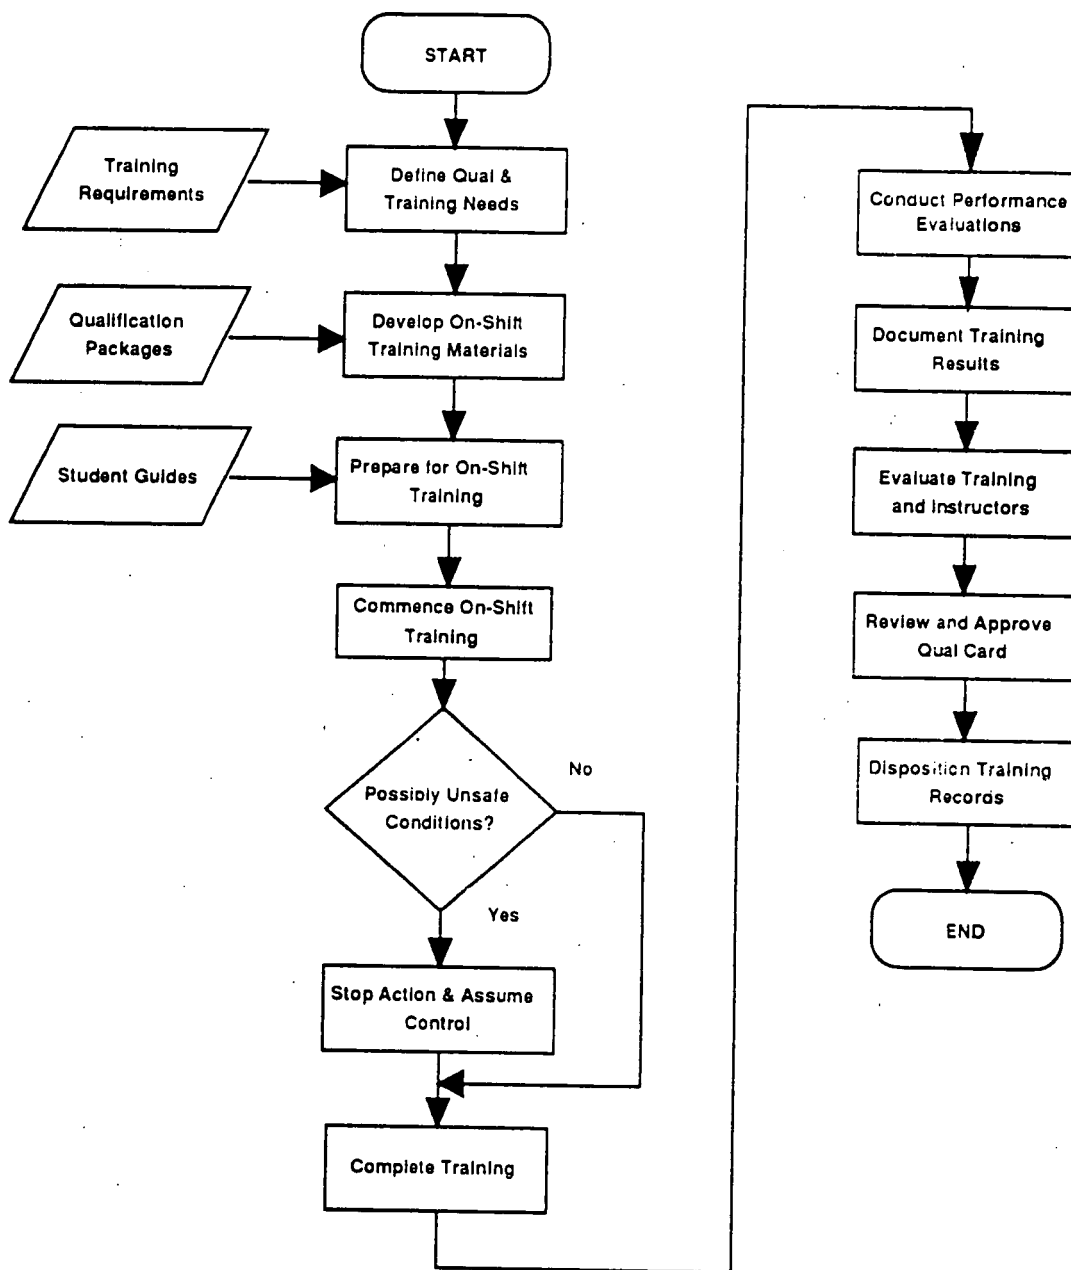 START
Training
Requirements
Define Qual &
Training Needs
Qualification
Packages
Develop On-Shift
Training Materials
Student Guides
Prepare for On-Shift
Training
Commence On-Shift
Training
Possibly Unsafe
Conditions?
No
Yes
Stop Action & Assume
Control
Complete Training
Conduct Performance
Evaluations
Document Training
Results
Evaluate Training
and Instructors
Review and Approve
Qual Card
Disposition Training
Records
END